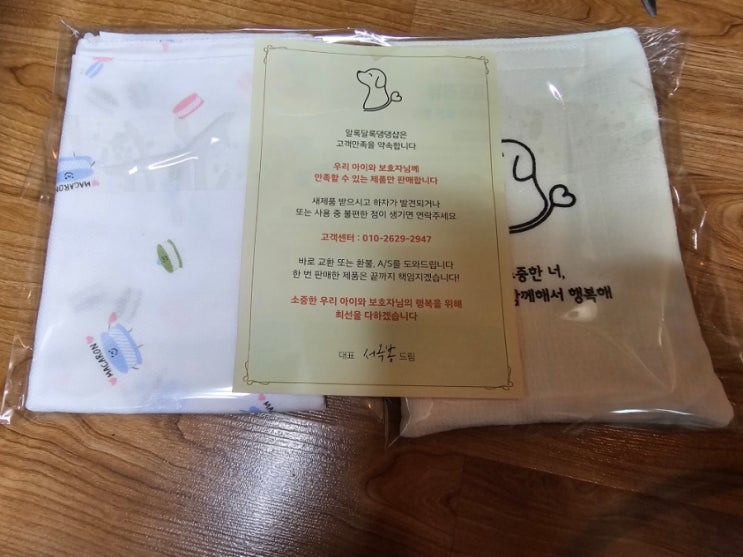 알록달록댕댕샵은
고객만족을 약속합니다
우리 아이와 보호자님께
만족할 수 있는 제품만 판매합니다
새제품 받으시고 하자가 발견되거나
또는 사용 중 불편한 점이 생기면 연락주세요
고객센터 : 010-2629-2947
바로 교환 또는 환불, A/S를 도와드립니다
한 번 판매한 제품은 끝까지 책임지겠습니다!
소중한 우리 아이와 보호자님의 행복을 위해
최선을 다하겠습니다
대표 서옥봉 드림
MACARON
MACARON
소중한 너,
함께해서 행복해